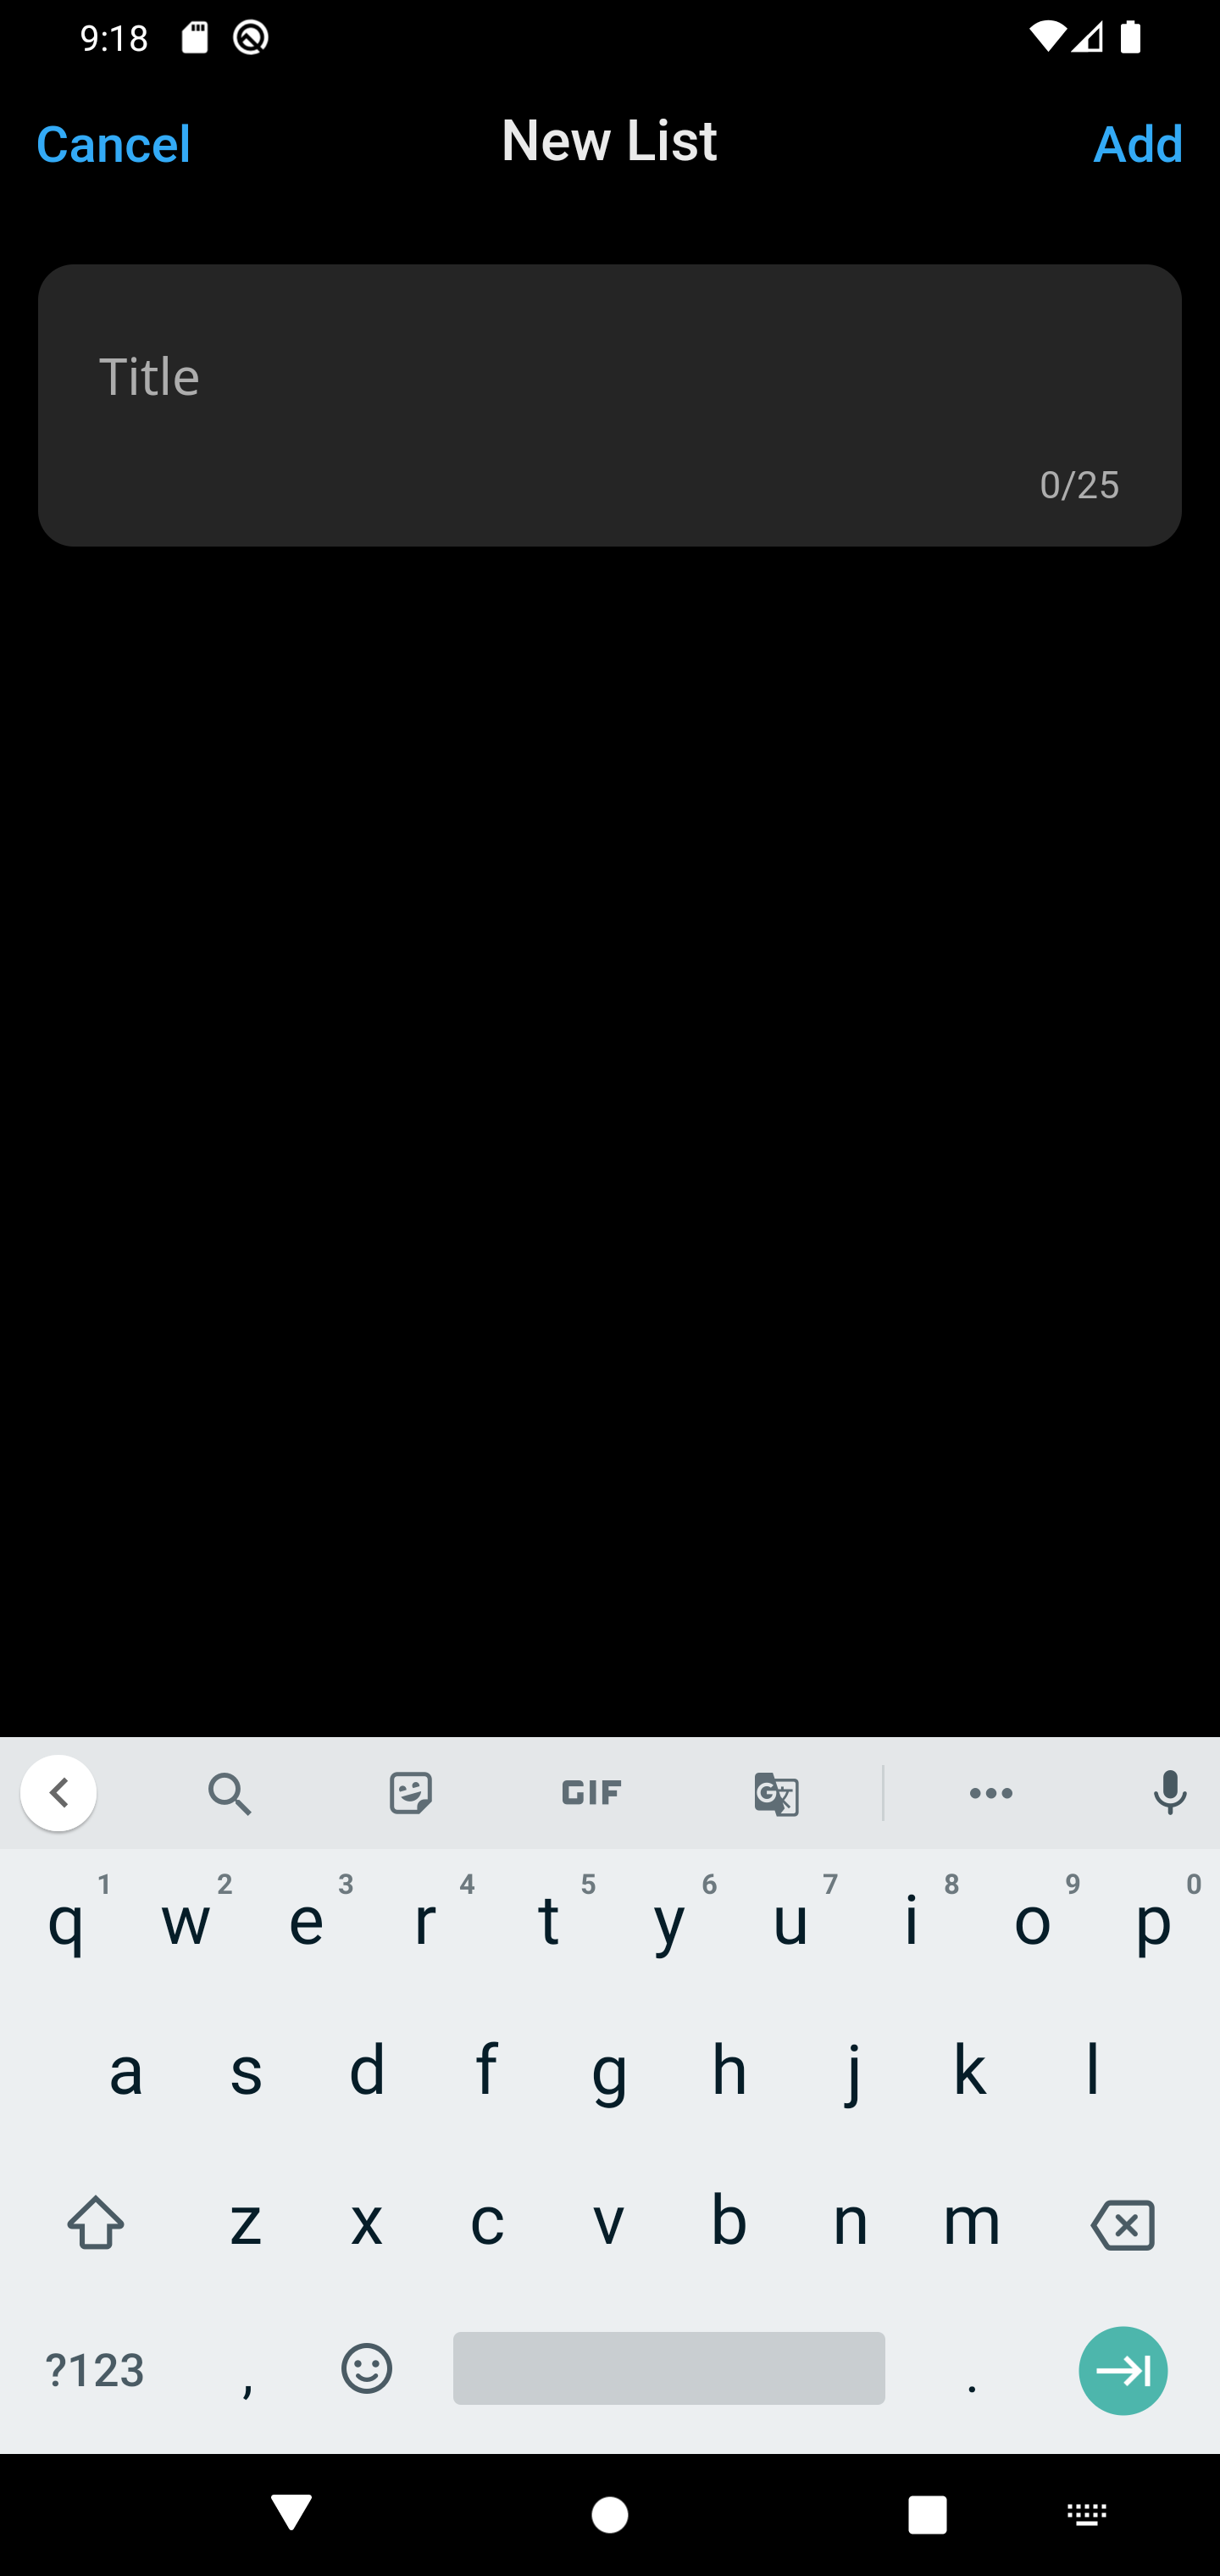 9:18
Cancel New List Add
Title
0/25
GIF
q 1 w 2 e 3 r 4 t 5 y 6 u 7 i 8 o 9 p 0
a s d f g h j k l
z x c v b n m
?123 , .